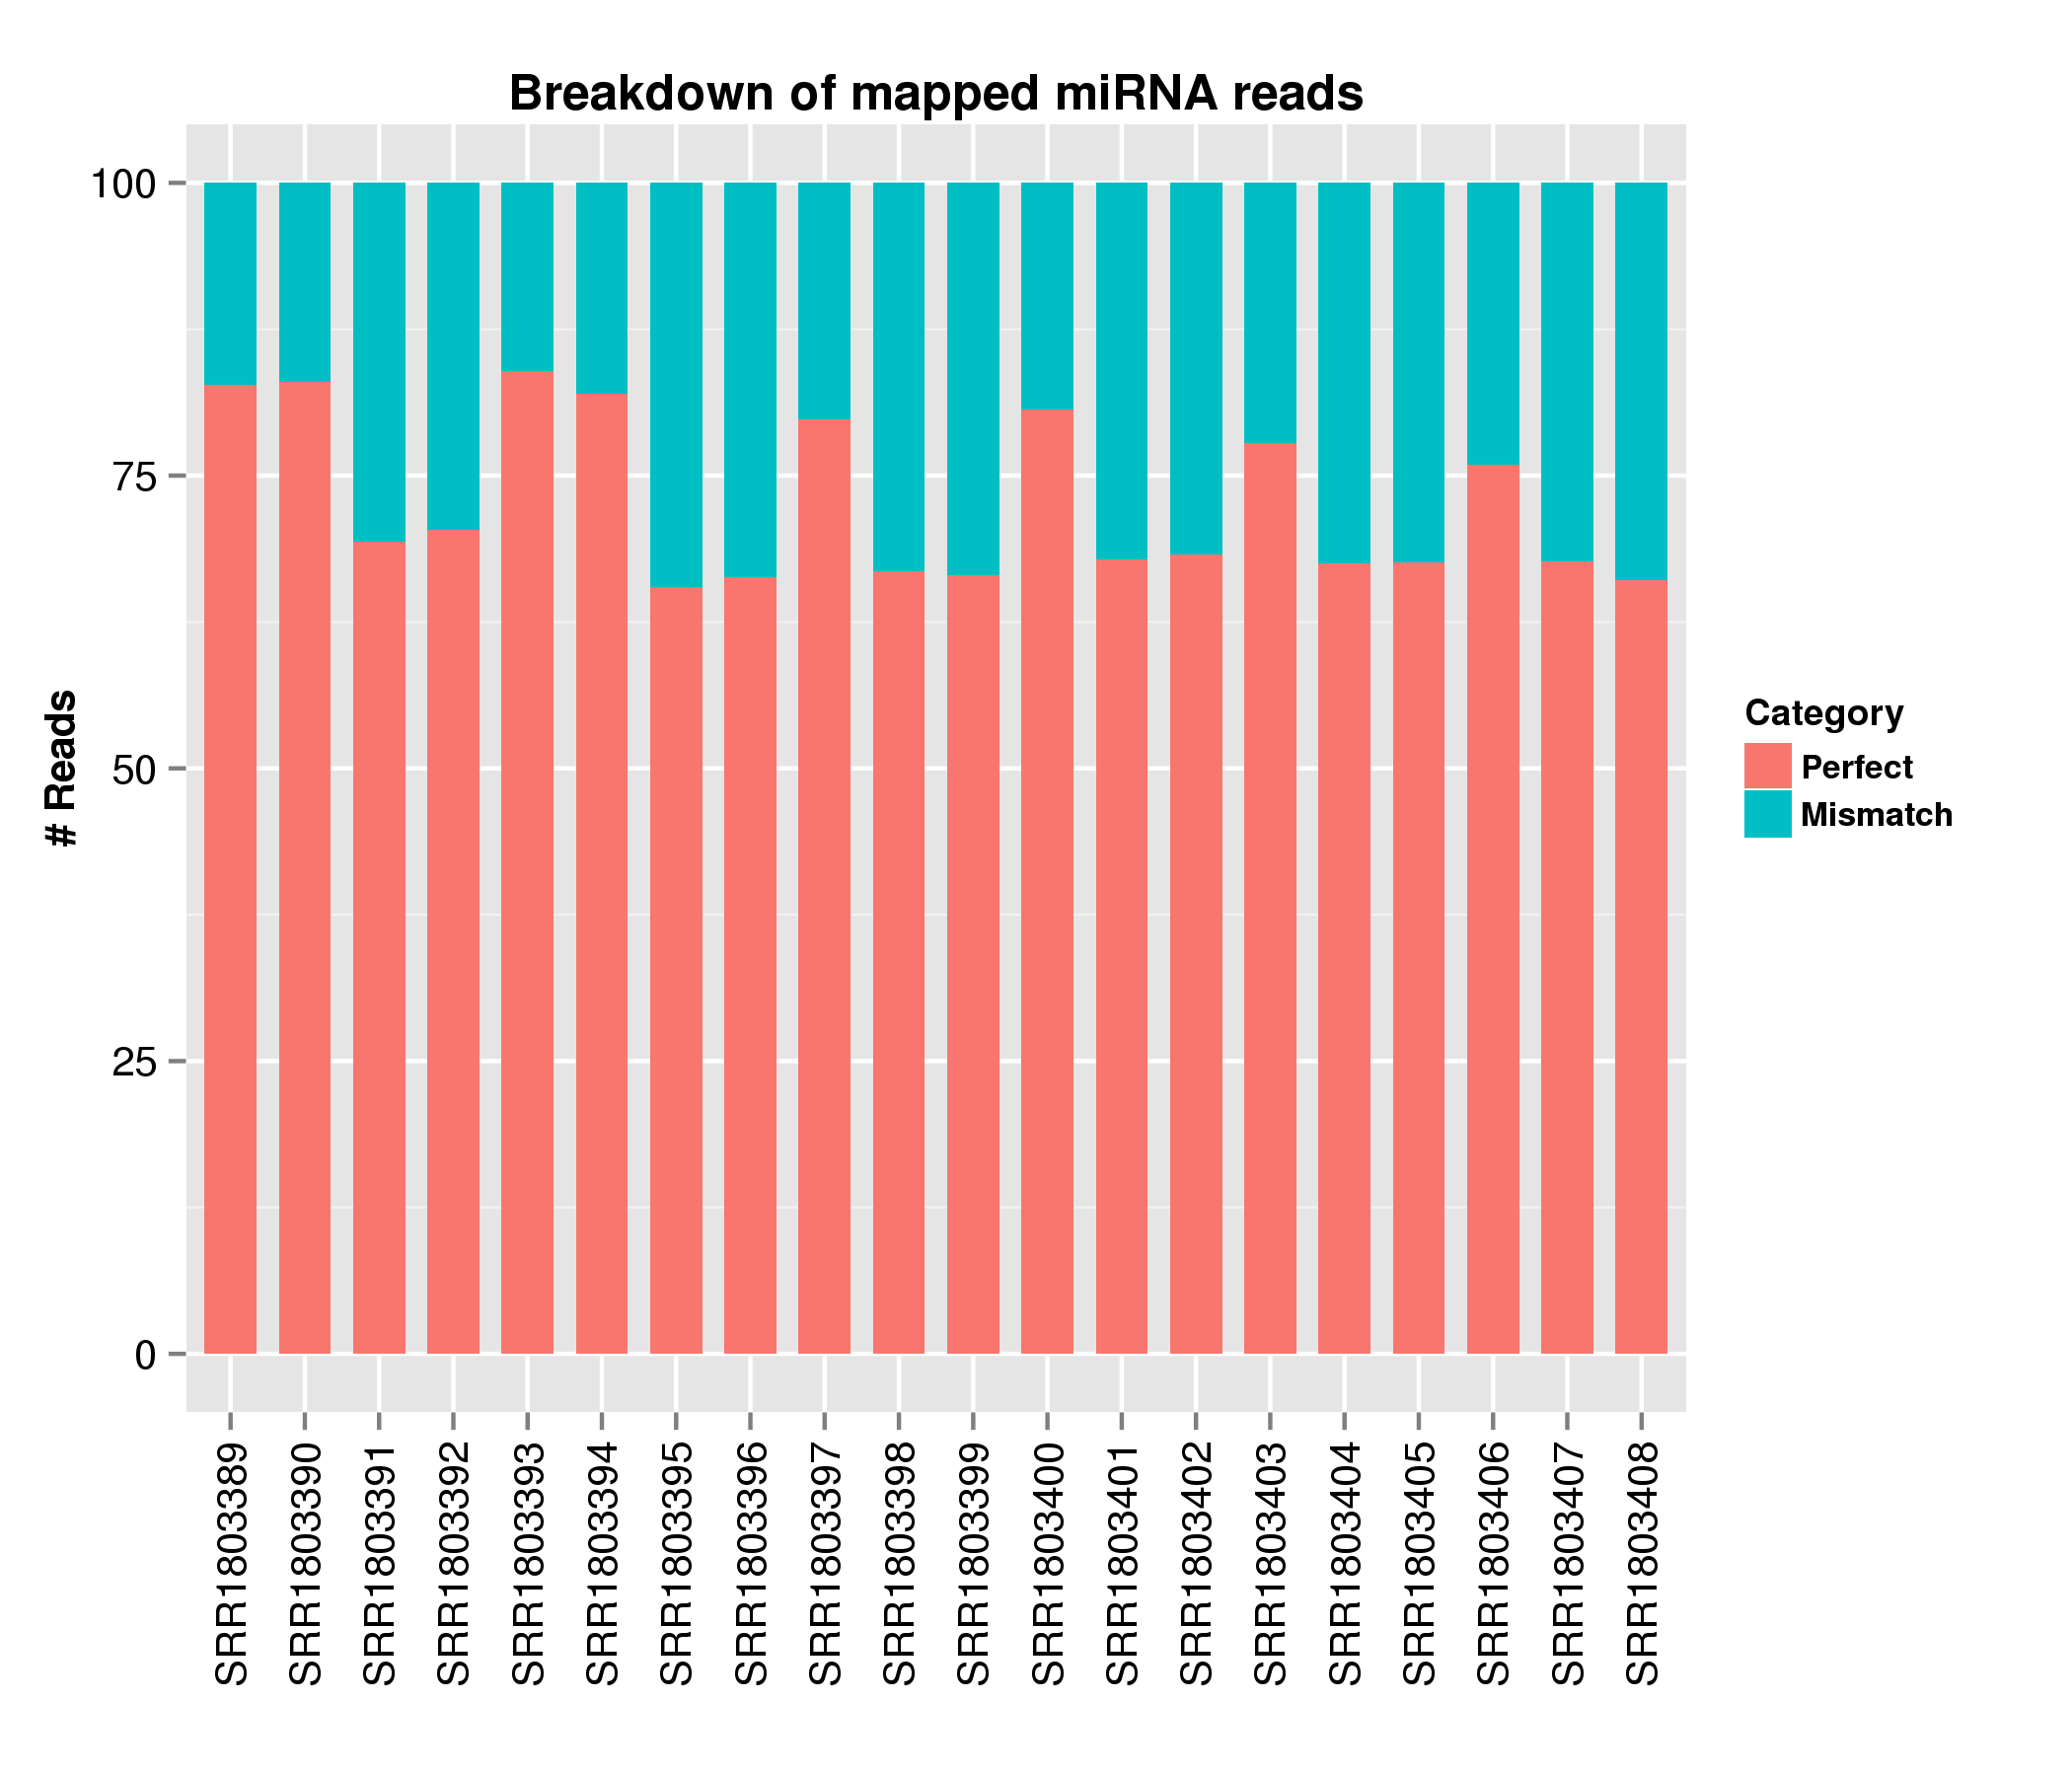 Breakdown of mapped miRNA reads
100
75
50
25
0
# Reads
SRR1803389
SRR1803390
SRR1803391
SRR1803392
SRR1803393
SRR1803394
SRR1803395
SRR1803396
SRR1803397
SRR1803398
SRR1803399
SRR1803400
SRR1803401
SRR1803402
SRR1803403
SRR1803404
SRR1803405
SRR1803406
SRR1803407
SRR1803408
Category
Perfect
Mismatch